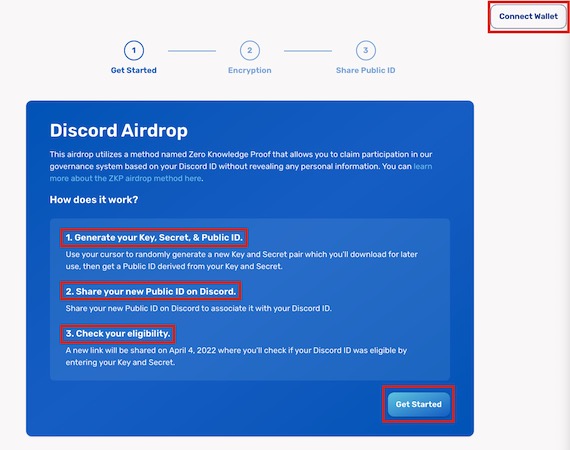 Connect Wallet
1
2
3
Get Started
Encryption
Share Public ID
Discord Airdrop
This airdrop utilizes a method named Zero Knowledge Proof that allows you to claim participation in our
governance system based on your Discord ID without revealing any personal information. You can learn
more about the ZKP airdrop method here.
How does it work?
1. Generate your Key, Secret, & Public ID.
Use your cursor to randomly generate a new Key and Secret pair which you'll download for later
use, then get a Public ID derived from your Key and Secret.
2. Share your new Public ID on Discord.
Share your new Public ID on Discord to associate it with your Discord ID.
3. Check your eligibility.
A new link will be shared on April 4, 2022 where you'll check if your Discord ID was eligible by
entering your Key and Secret.
Get Started